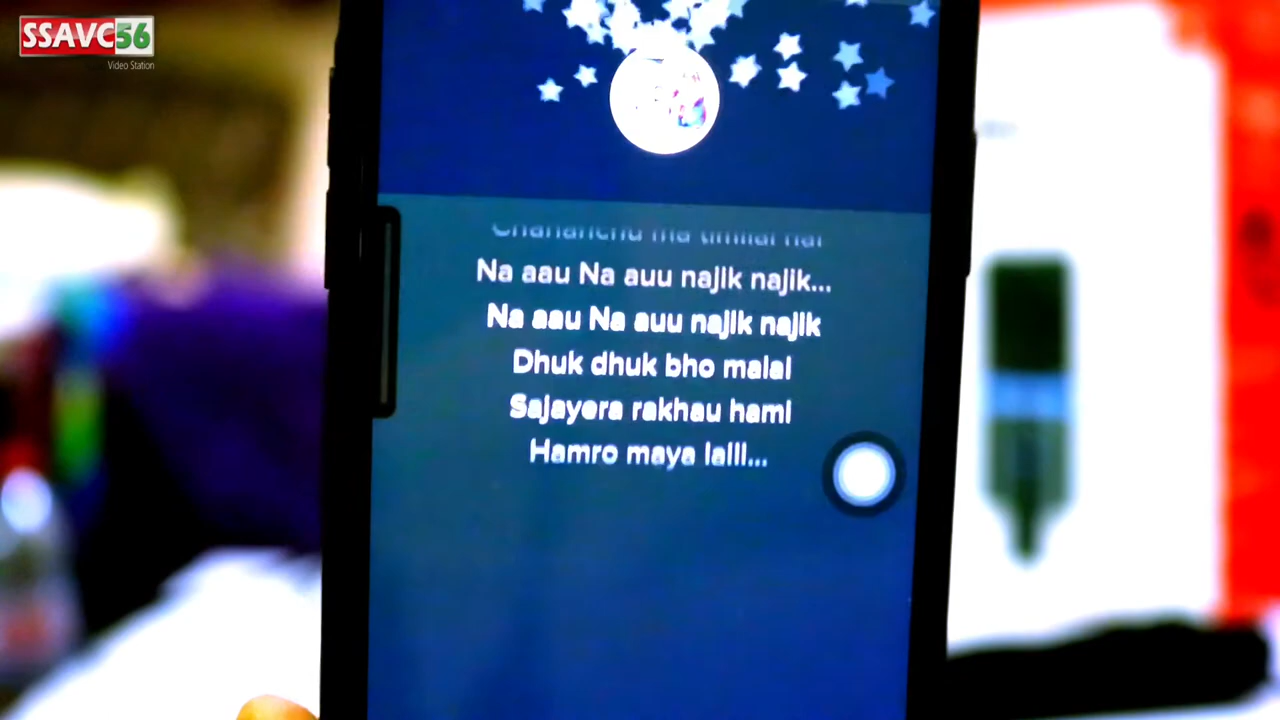 SSAVC56
Video Station
Na aau Na auu najik najik...
Na aau Na auu najik najik
Dhuk dhuk bho malai
Sajayera rakhau hami
Hamro maya laiii...